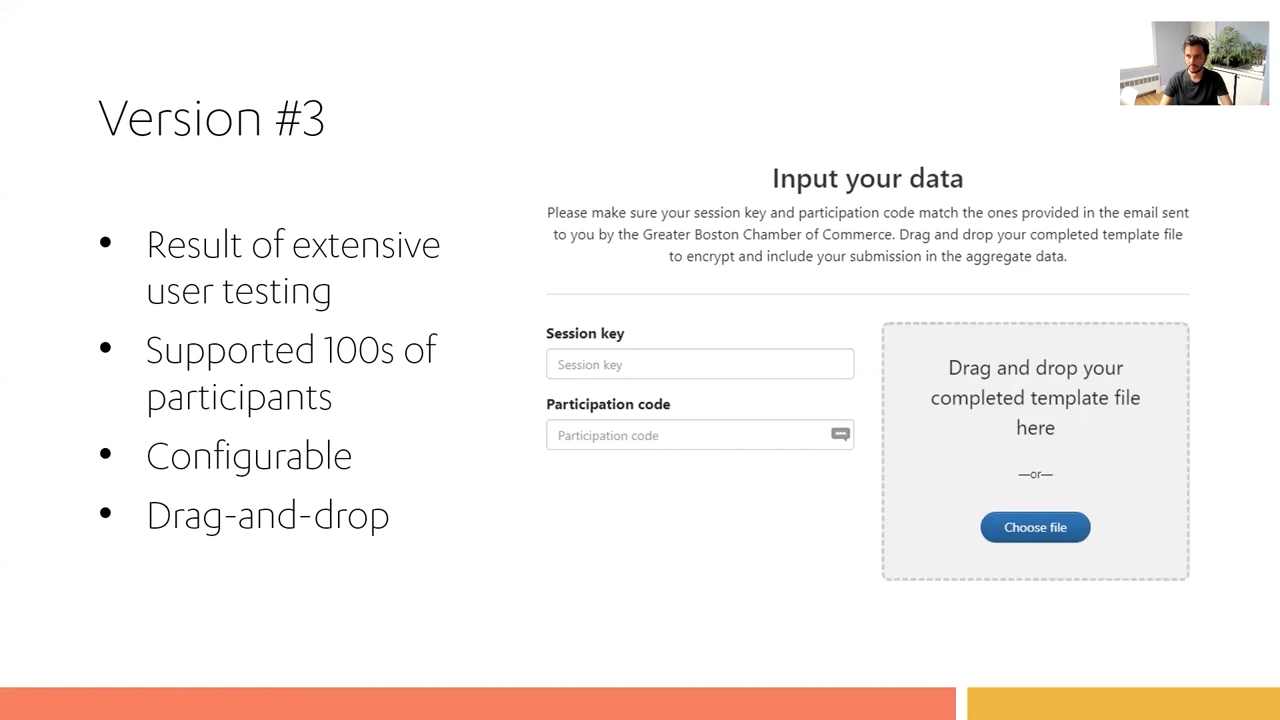 Version #3
• Result of extensive
user testing
• Supported 100s of
participants
• Configurable
• Drag-and-drop
Input your data
Please make sure your session key and participation code match the ones provided in the email sent
to you by the Greater Boston Chamber of Commerce. Drag and drop your completed template file
to encrypt and include your submission in the aggregate data.
Session key
Session key
Participation code
Participation code
Drag and drop your
completed template file
here
—or—
Choose file